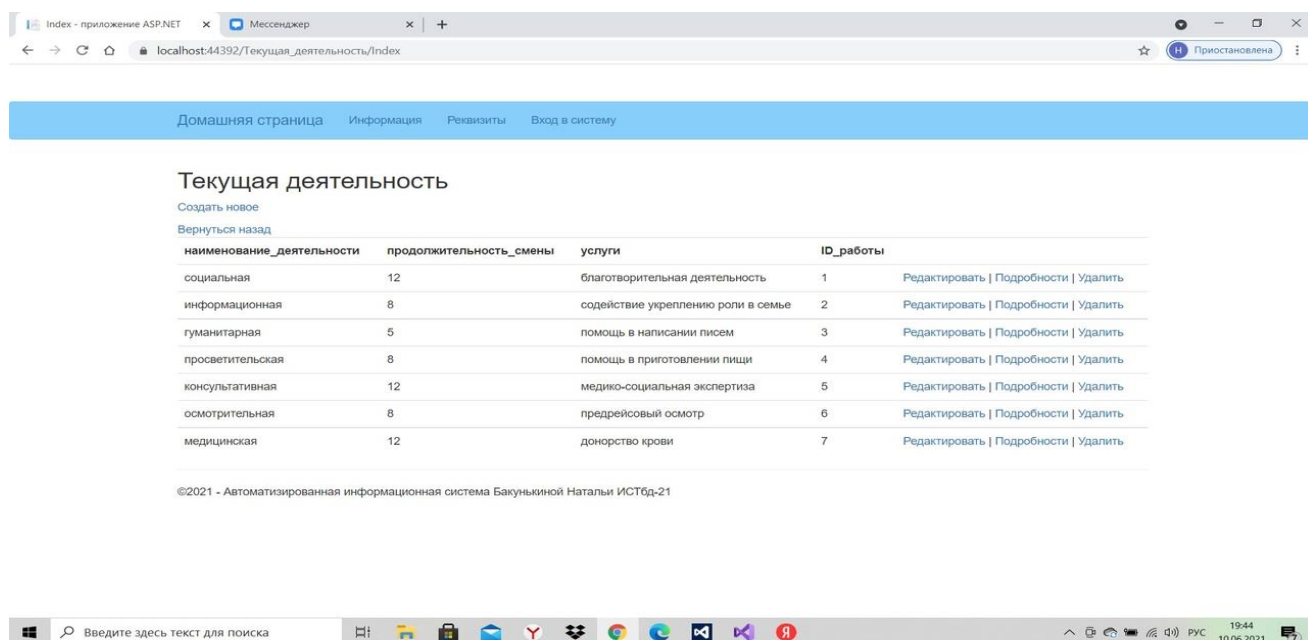 Index - приложение ASP.NET
Мессенджер
localhost:44392/Текущая_деятельность/Index
Н Приостановлена
Домашняя страница Информация Реквизиты Вход в систему
Текущая деятельность
Создать новое
Вернуться назад
наименование_деятельности продолжительность_смены услуги ID_работы
социальная 12 благотворительная деятельность 1 Редактировать | Подробности | Удалить
информационная 8 содействие укреплению роли в семье 2 Редактировать | Подробности | Удалить
гуманитарная 5 помощь в написании писем 3 Редактировать | Подробности | Удалить
просветительская 8 помощь в приготовлении пищи 4 Редактировать | Подробности | Удалить
консультативная 12 медико-социальная экспертиза 5 Редактировать | Подробности | Удалить
осмотрительная 8 предрейсовый осмотр 6 Редактировать | Подробности | Удалить
медицинская 12 донорство крови 7 Редактировать | Подробности | Удалить
©2021 - Автоматизированная информационная система Бакунькиной Натальи ИСТбд-21
Введите здесь текст для поиска
РУС
19:44
10.06.2021